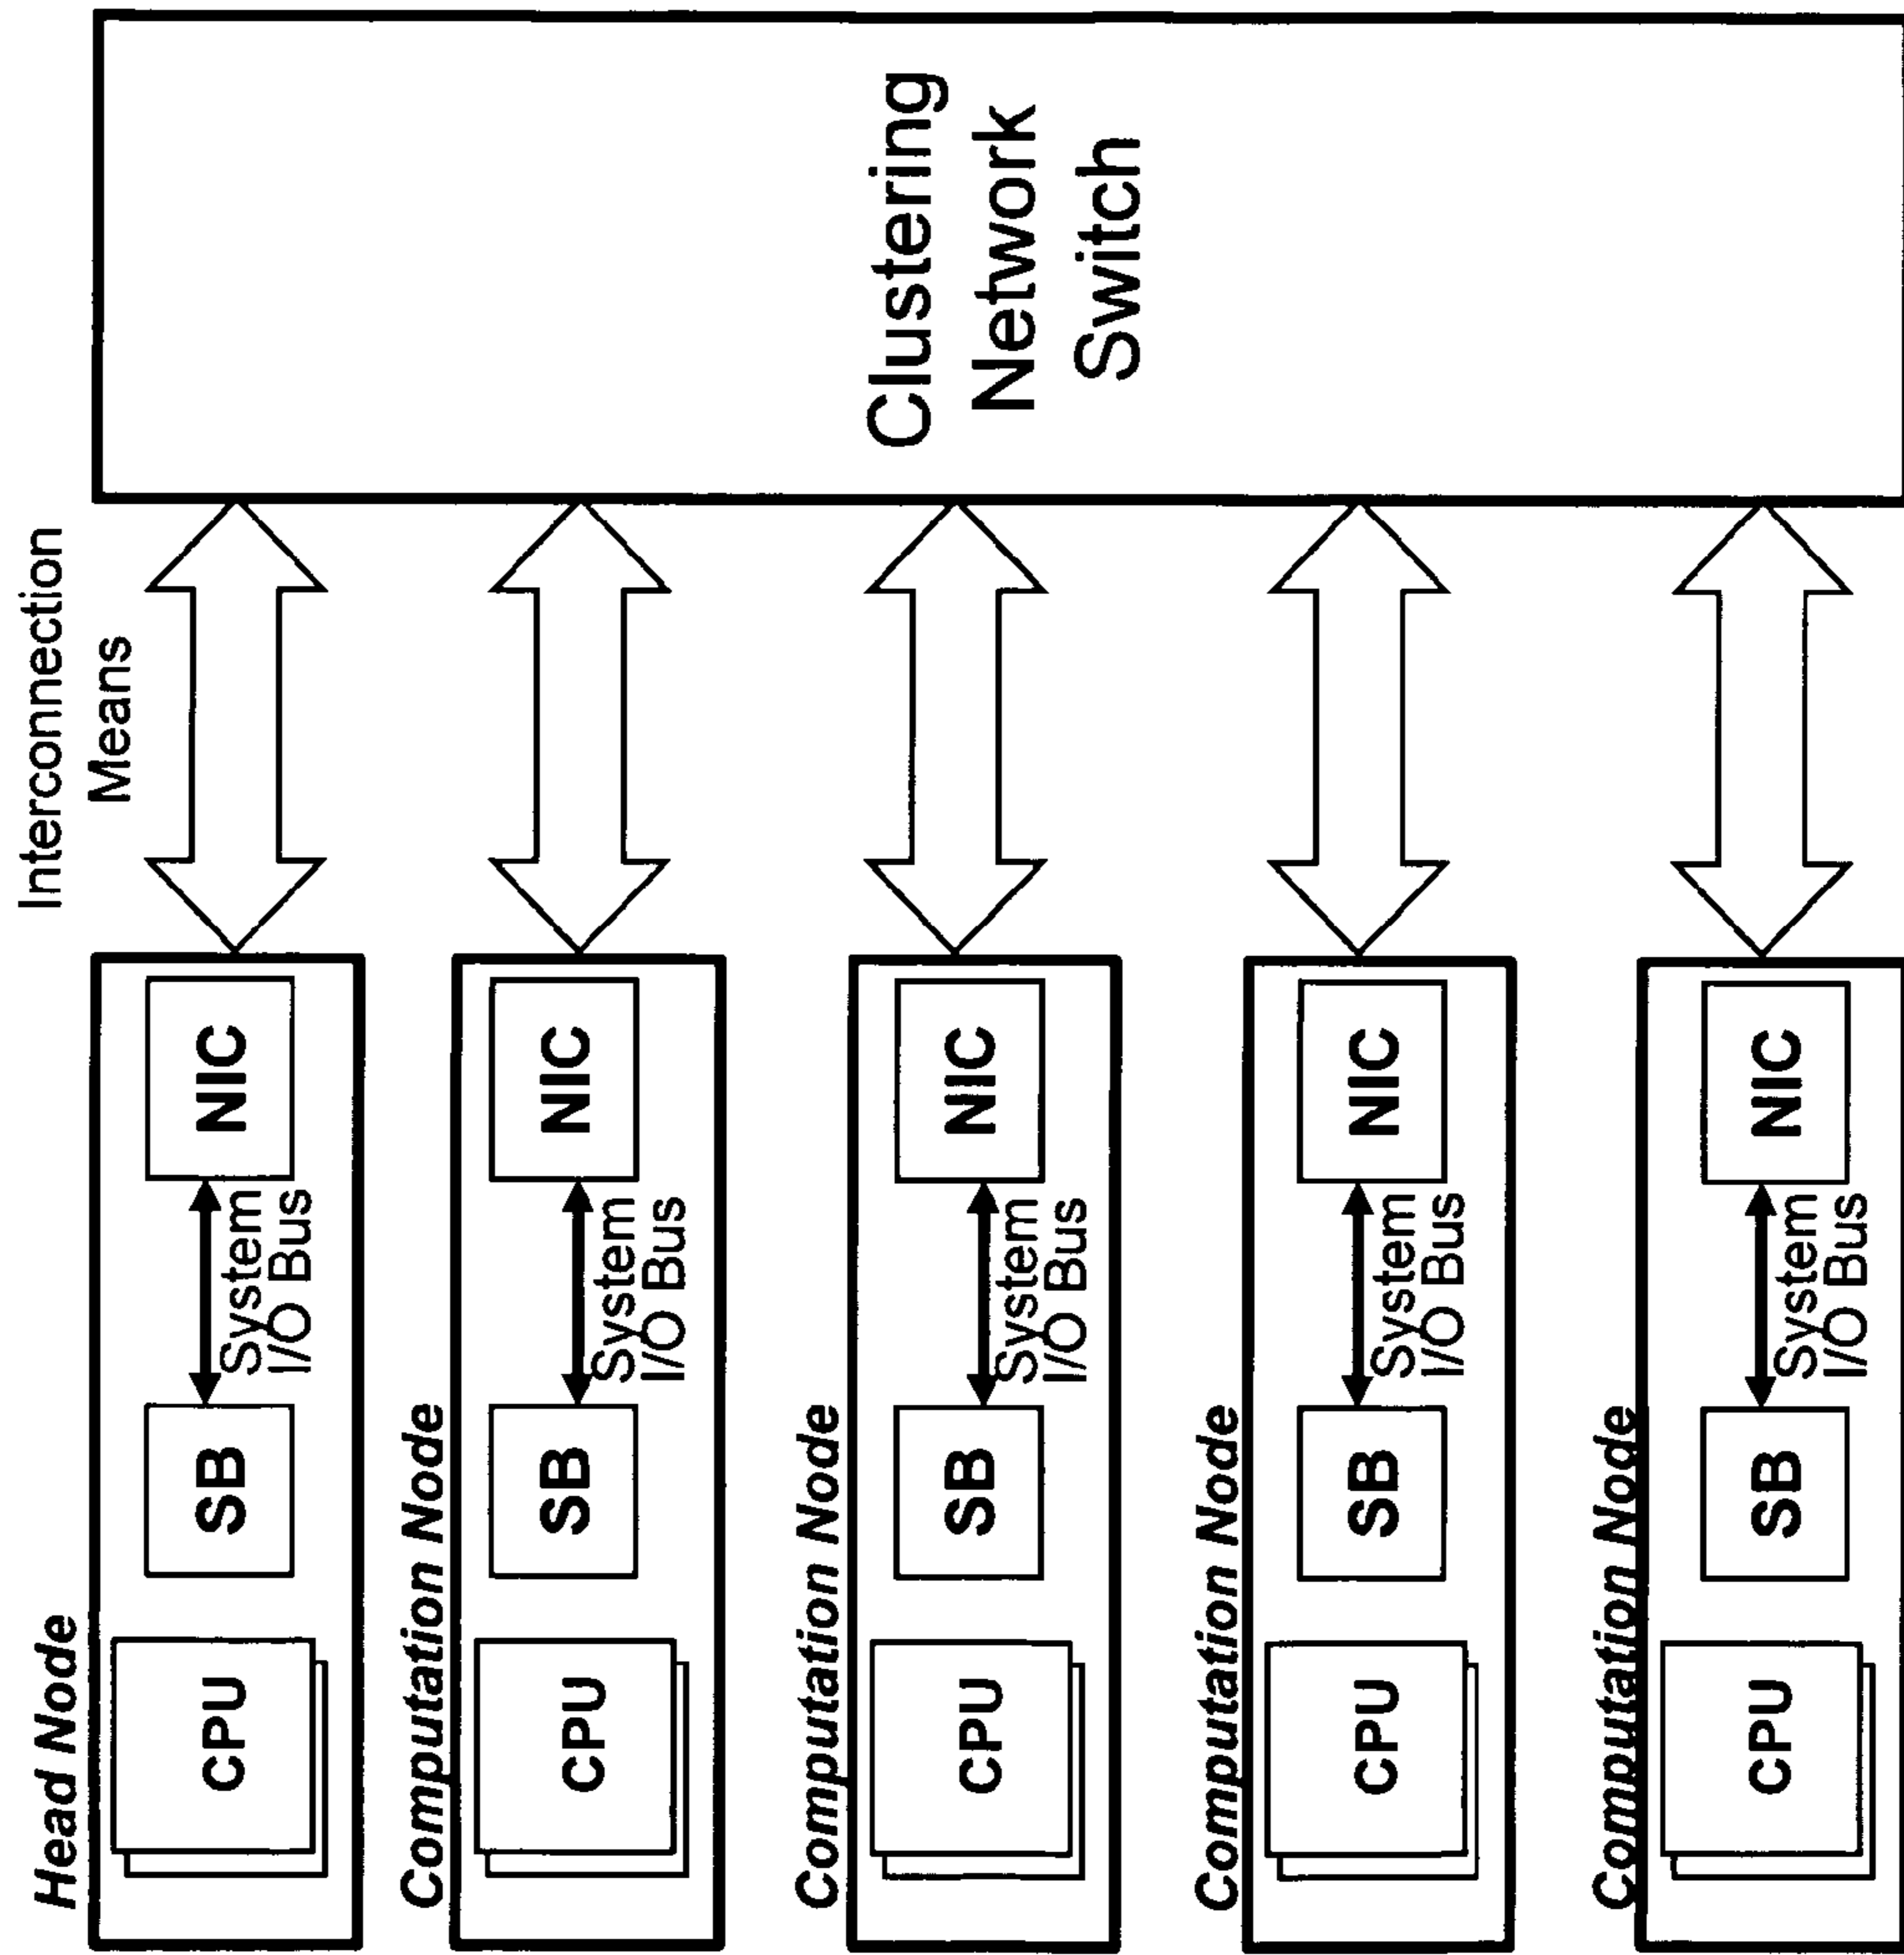 Head Node
CPU
SB
System
I/O Bus
NIC
Interconnection
Means
Computation Node
CPU
SB
System
I/O Bus
NIC
Computation Node
CPU
SB
System
I/O Bus
NIC
Computation Node
CPU
SB
System
I/O Bus
NIC
Computation Node
CPU
SB
System
I/O Bus
NIC
Clustering
Network
Switch